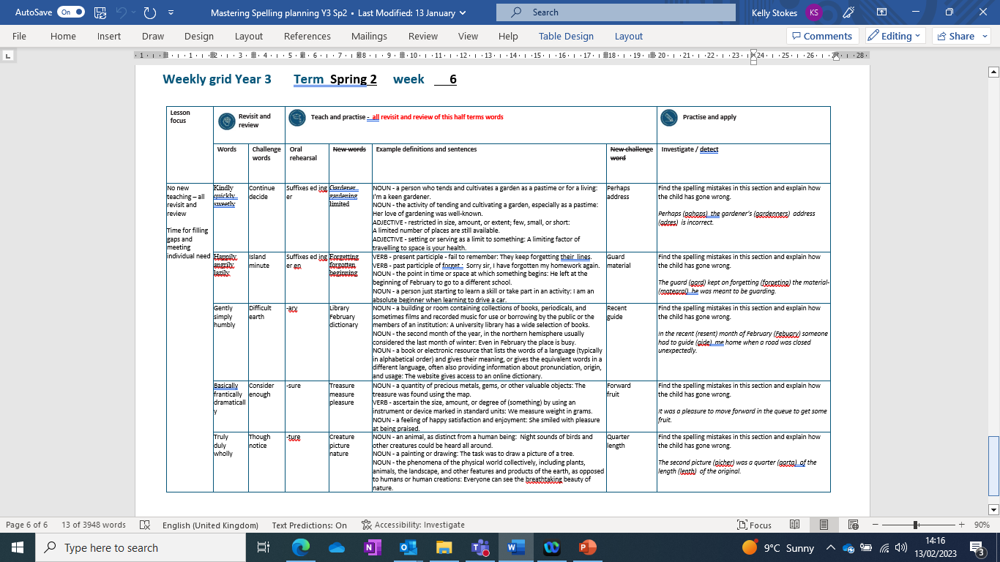 AutoSave On Mastering Spelling planning Y3 Sp2 • Last Modified: 13 January Search Kelly Stokes KS
File Home Insert Draw Design Layout References Mailings Review View Help Table Design Layout Comments Editing Share
1 1 2 3 4 5 6 7 8 9 10 11 12 13 14 15 16 17 18 19 20 21 22 23 24 25 26 28
Weekly grid Year 3 Term Spring 2 week 6
Lesson focus
Revisit and review
Teach and practise - all revisit and review of this half terms words
Practise and apply
Words
Challenge words
Oral rehearsal
New words
Example definitions and sentences
New challenge word
Investigate / detect
No new teaching – all revisit and review
Time for filling gaps and meeting individual need
Kindly
quickly
sweetly
Continue
decide
Suffixes ed ing
er
Gardener
gardening
limited
NOUN - a person who tends and cultivates a garden as a pastime or for a living:
I'm a keen gardener.
NOUN - the activity of tending and cultivating a garden, especially as a pastime:
Her love of gardening was well-known.
ADJECTIVE - restricted in size, amount, or extent; few, small, or short:
A limited number of places are still available.
ADJECTIVE - setting or serving as a limit to something: A limiting factor of
travelling to space is your health.
Perhaps
address
Find the spelling mistakes in this section and explain how
the child has gone wrong.
Perhaps (pahaps) the gardener's (gardenners) address
(adres) is incorrect.
Happily
angrily
lazily
Island
minute
Suffixes ed ing
er en
Forgetting
forgotten
beginning
VERB - present participle - fail to remember: They keep forgetting their lines.
VERB - past participle of forget : Sorry sir, I have forgotten my homework again.
NOUN - the point in time or space at which something begins: He left at the
beginning of February to go to a different school.
NOUN - a person just starting to learn a skill or take part in an activity: I am an
absolute beginner when learning to drive a car.
Guard
material
Find the spelling mistakes in this section and explain how
the child has gone wrong.
The guard (gard) kept on forgetting (forgeting) the material-
(matearal) he was meant to be guarding.
Gently
simply
humbly
Difficult
earth
-ary
Library
February
dictionary
NOUN - a building or room containing collections of books, periodicals, and
sometimes films and recorded music for use or borrowing by the public or the
members of an institution: A university library has a wide selection of books.
NOUN - the second month of the year, in the northern hemisphere usually
considered the last month of winter: Even in February the place is busy.
NOUN - a book or electronic resource that lists the words of a language (typically
in alphabetical order) and gives their meaning, or gives the equivalent words in a
different language, often also providing information about pronunciation, origin,
and usage: The website gives access to an online dictionary.
Recent
guide
Find the spelling mistakes in this section and explain how
the child has gone wrong.
In the recent (resent) month of February (Febuary) someone
had to guide (gide) me home when a road was closed
unexpectedly.
Basically
frantically
dramaticall
y
Consider
enough
-sure
Treasure
measure
pleasure
NOUN - a quantity of precious metals, gems, or other valuable objects: The
treasure was found using the map.
VERB - ascertain the size, amount, or degree of (something) by using an
instrument or device marked in standard units: We measure weight in grams.
NOUN - a feeling of happy satisfaction and enjoyment: She smiled with pleasure
at being praised.
Forward
fruit
Find the spelling mistakes in this section and explain how
the child has gone wrong.
It was a pleasure to move forward in the queue to get some
fruit.
Truly
duly
wholly
Though
notice
-ture
Creature
picture
nature
NOUN - an animal, as distinct from a human being: Night sounds of birds and
other creatures could be heard all around.
NOUN - a painting or drawing: The task was to draw a picture of a tree.
NOUN - the phenomena of the physical world collectively, including plants,
animals, the landscape, and other features and products of the earth, as opposed
to humans or human creations: Everyone can see the breathtaking beauty of
nature.
Quarter
length
Find the spelling mistakes in this section and explain how
the child has gone wrong.
The second picture (picher) was a quarter (qarta) of the
length (lenth) of the original.
Page 6 of 6 13 of 3948 words English (United Kingdom) Text Predictions: On Accessibility: Investigate Focus 90%
Type here to search 9°C Sunny 14:16
13/02/2023 3